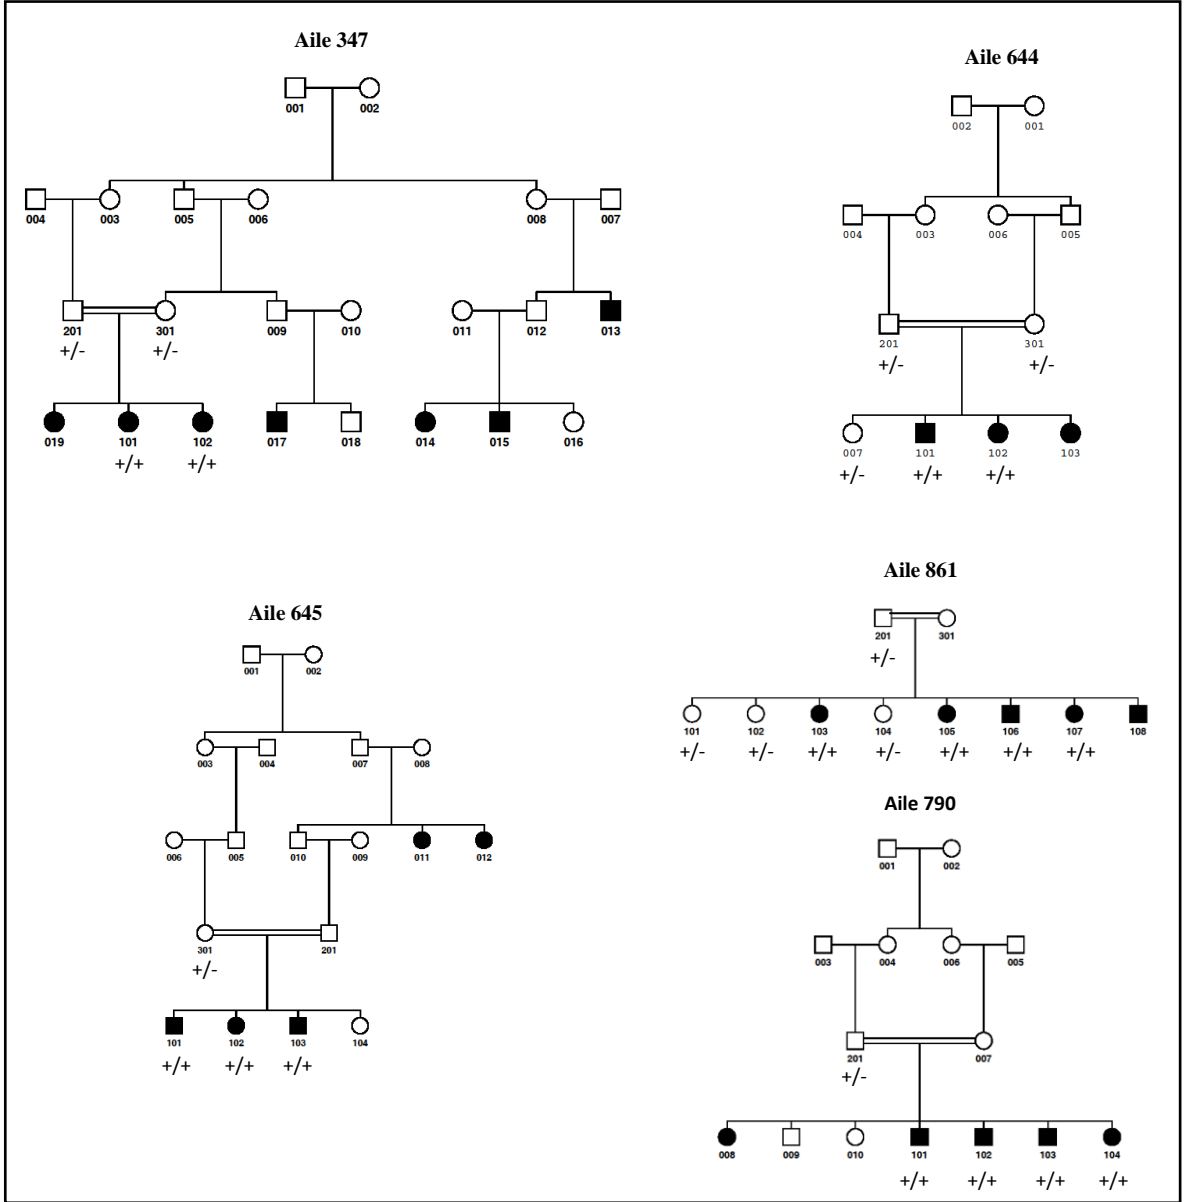 Aile 347
001 002
004 003 005 006 008 007
201 301 009 010 011 012 013
+/- +/-
019 101 102 017 018 014 015 016
+/+ +/+
Aile 644
002 001
004 003 006 005
201 301
+/- +/-
007 101 102 103
+/- +/+ +/+
Aile 645
001 002
003 004 007 008
006 005 010 009 011 012
301 201
+/-
101 102 103 104
+/+ +/+ +/+
Aile 861
201 301
+/-
101 102 103 104 105 106 107 108
+/- +/- +/+ +/- +/+ +/+ +/+
Aile 790
001 002
003 004 006 005
201 007
+/-
008 009 010 101 102 103 104
+/+ +/+ +/+ +/+